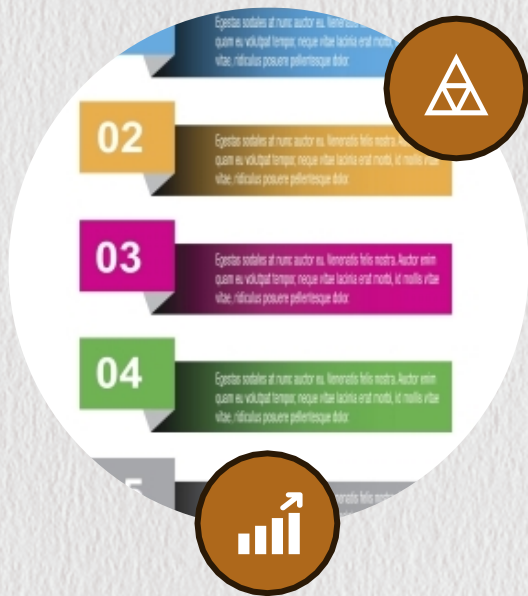 Egestas sodales at nunc auctor eu. Venenatis felis nostra.
quam eu volutpat tempor, neque vitae lacinia erat morbi,
vitae, ridiculus posuere pellentesque dolor.
02
Egestas sodales at nunc auctor eu. Venenatis felis nostra.
quam eu volutpat tempor, neque vitae lacinia erat morbi, id mollis vitae
vitae, ridiculus posuere pellentesque dolor.
03
Egestas sodales at nunc auctor eu. Venenatis felis nostra. Auctor enim
quam eu volutpat tempor, neque vitae lacinia erat morbi, id mollis vitae
vitae, ridiculus posuere pellentesque dolor.
04
Egestas sodales at nunc auctor eu. Venenatis felis nostra. Auctor enim
quam eu volutpat tempor, neque vitae lacinia erat morbi, id mollis vitae
vitae, ridiculus posuere pellentesque dolor.
5